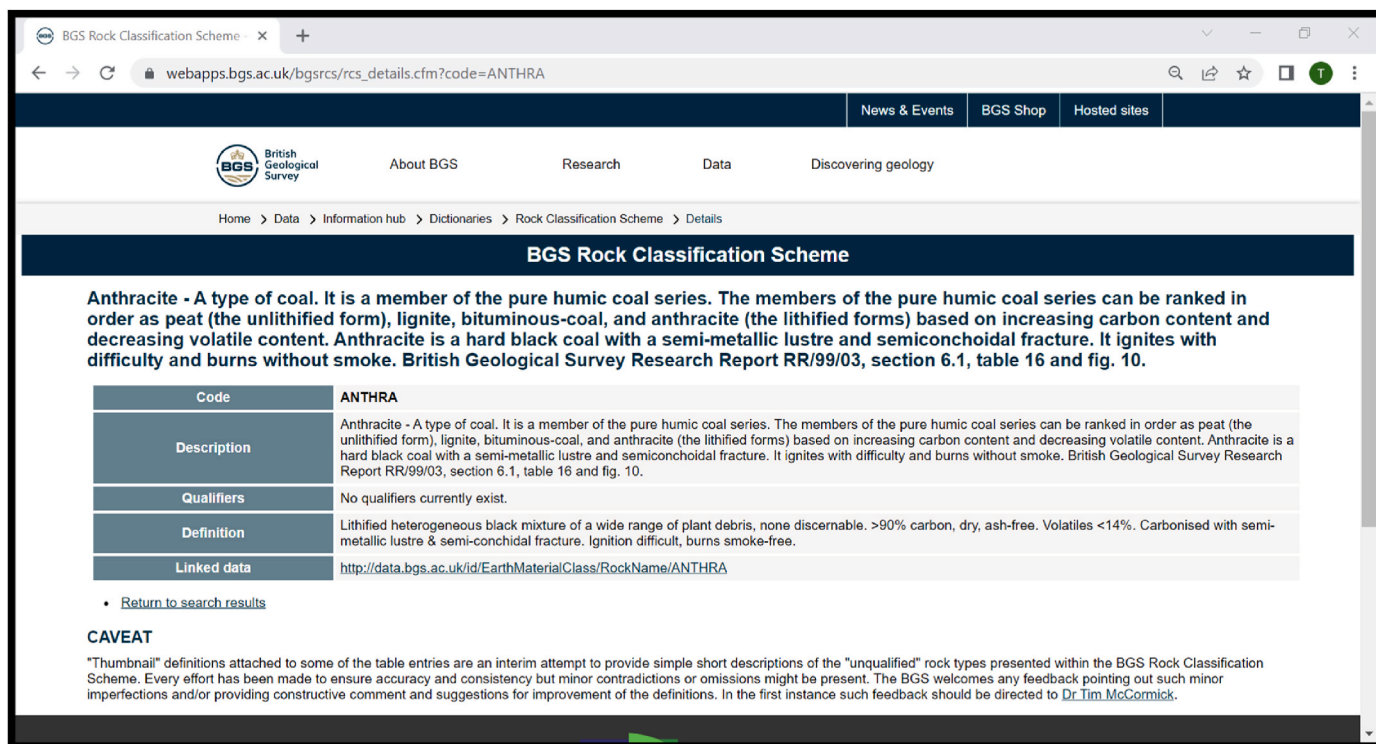 BGS Rock Classification Scheme -
webapps.bgs.ac.uk/bgsrcs/rcs_details.cfm?code=ANTHRA
T
News & Events BGS Shop Hosted sites
BGS
British
Geological
Survey
About BGS Research Data Discovering geology
Home > Data > Information hub > Dictionaries > Rock Classification Scheme > Details
BGS Rock Classification Scheme
Anthracite - A type of coal. It is a member of the pure humic coal series. The members of the pure humic coal series can be ranked in
order as peat (the unlithified form), lignite, bituminous-coal, and anthracite (the lithified forms) based on increasing carbon content and
decreasing volatile content. Anthracite is a hard black coal with a semi-metallic lustre and semiconchoidal fracture. It ignites with
difficulty and burns without smoke. British Geological Survey Research Report RR/99/03, section 6.1, table 16 and fig. 10.
Code ANTHRA
Description
Anthracite - A type of coal. It is a member of the pure humic coal series. The members of the pure humic coal series can be ranked in order as peat (the
unlithified form), lignite, bituminous-coal, and anthracite (the lithified forms) based on increasing carbon content and decreasing volatile content. Anthracite is a
hard black coal with a semi-metallic lustre and semiconchoidal fracture. It ignites with difficulty and burns without smoke. British Geological Survey Research
Report RR/99/03, section 6.1, table 16 and fig. 10.
Qualifiers No qualifiers currently exist.
Definition
Lithified heterogeneous black mixture of a wide range of plant debris, none discernable. >90% carbon, dry, ash-free. Volatiles <14%. Carbonised with semi-
metallic lustre & semi-conchidal fracture. Ignition difficult, burns smoke-free.
Linked data http://data.bgs.ac.uk/id/EarthMaterialClass/RockName/ANTHRA
• Return to search results
CAVEAT
"Thumbnail" definitions attached to some of the table entries are an interim attempt to provide simple short descriptions of the "unqualified" rock types presented within the BGS Rock Classification
Scheme. Every effort has been made to ensure accuracy and consistency but minor contradictions or omissions might be present. The BGS welcomes any feedback pointing out such minor
imperfections and/or providing constructive comment and suggestions for improvement of the definitions. In the first instance such feedback should be directed to Dr Tim McCormick.